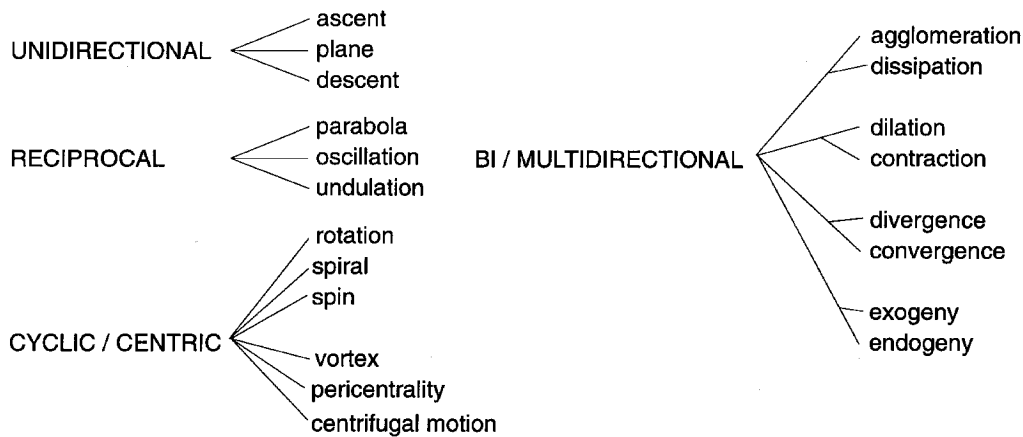 UNIDIRECTIONAL
ascent
plane
descent
RECIPROCAL
parabola
oscillation
undulation
CYCLIC / CENTRIC
rotation
spiral
spin
vortex
pericentrality
centrifugal motion
BI / MULTIDIRECTIONAL
agglomeration
dissipation
dilation
contraction
divergence
convergence
exogeny
endogeny